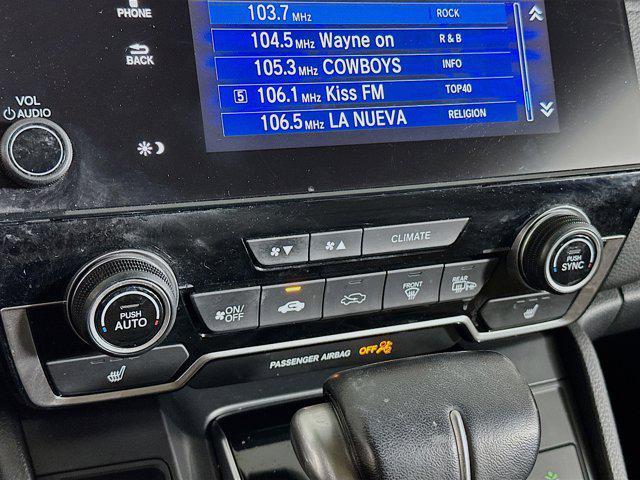 PHONE
103.7 MHz ROCK
104.5 MHz Wayne on R & B
BACK
105.3 MHz COWBOYS INFO
5 106.1 MHz Kiss FM TOP40
106.5 MHz LA NUEVA RELIGION
VOL
AUDIO
CLIMATE
PUSH
AUTO
ON/
OFF
FRONT
REAR
PUSH
SYNC
PASSENGER AIRBAG OFF